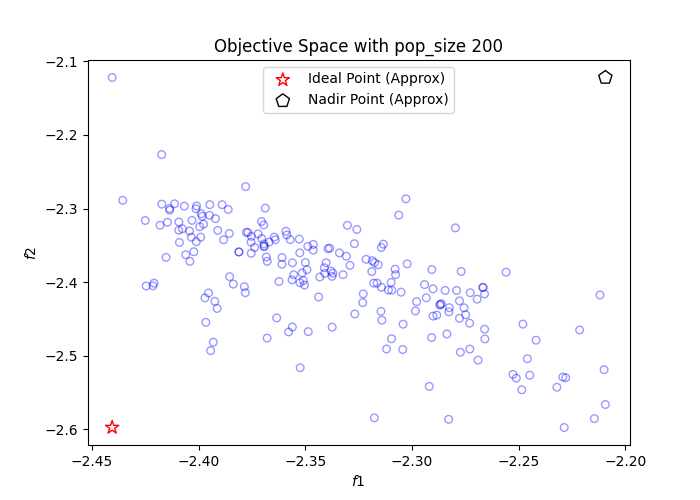 Objective Space with pop_size 200
Ideal Point (Approx)
Nadir Point (Approx)
−2.1
−2.2
−2.3
−2.4
−2.5
−2.6
f2
−2.45 −2.40 −2.35 −2.30 −2.25 −2.20
f1